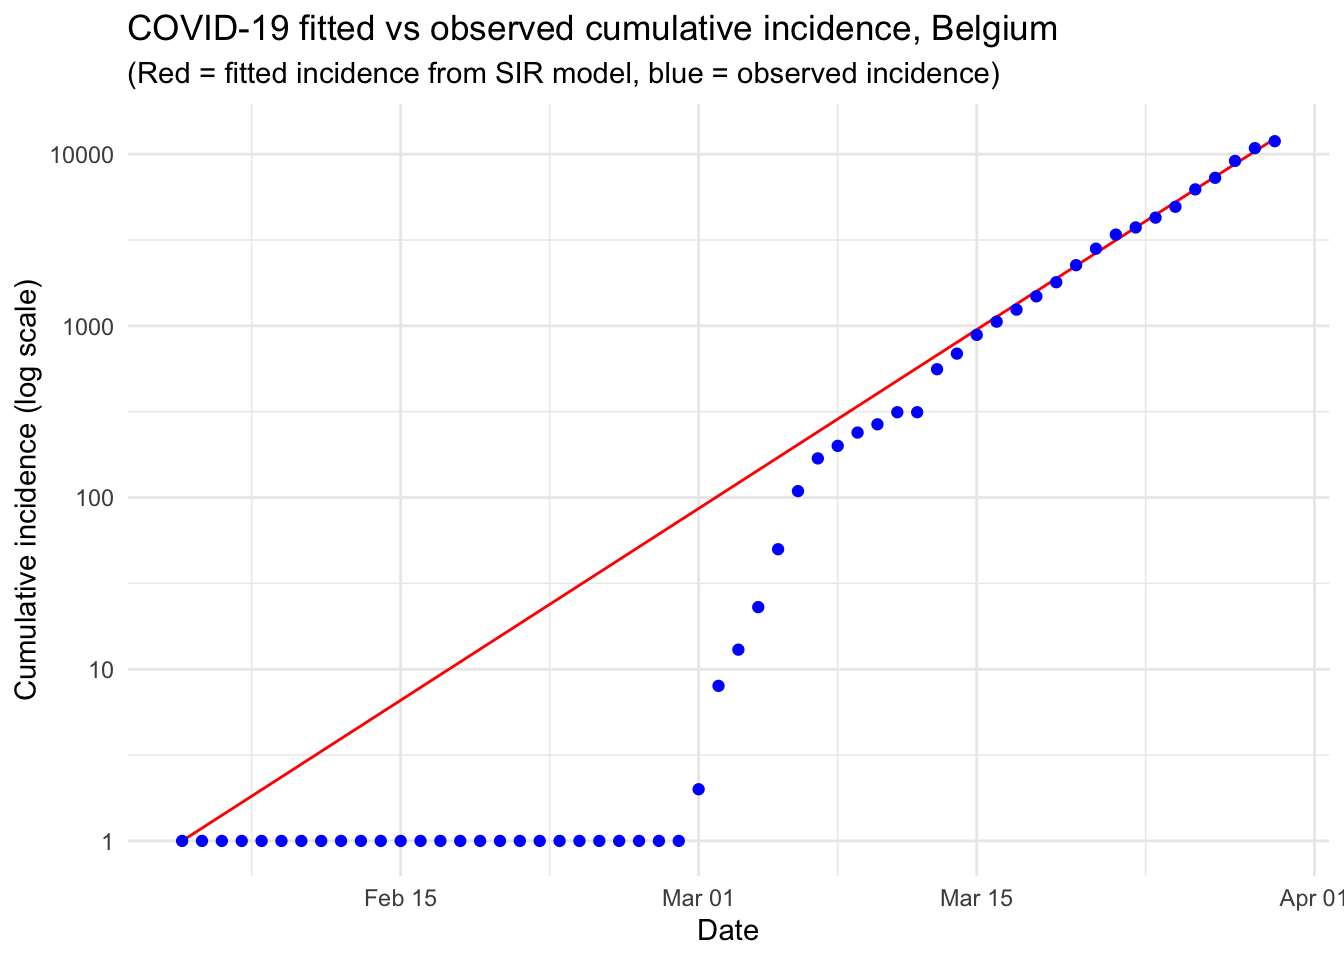 COVID-19 fitted vs observed cumulative incidence, Belgium
(Red = fitted incidence from SIR model, blue = observed incidence)
Cumulative incidence (log scale)
10000
1000
100
10
1
Feb 15
Mar 01
Mar 15
Apr 01
Date